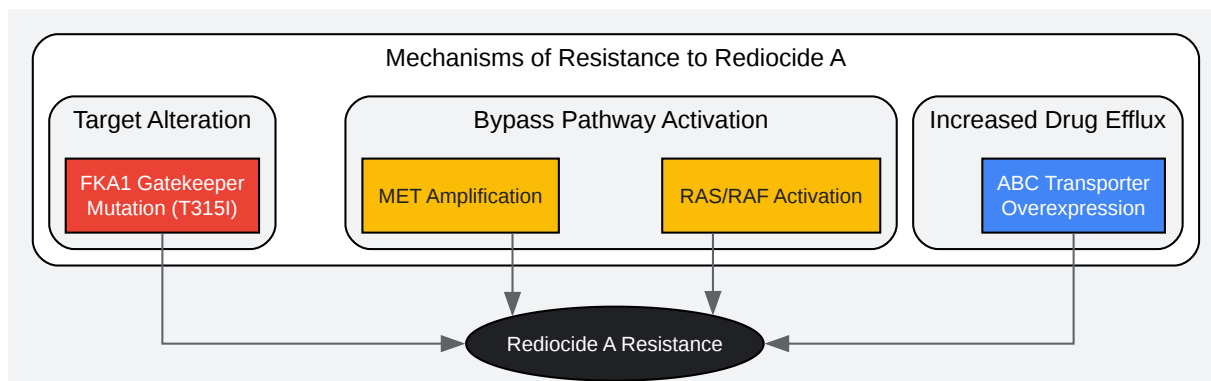 Mechanisms of Resistance to Rediocide A
Target Alteration
FKA1 Gatekeeper
Mutation (T315I)
Bypass Pathway Activation
MET Amplification
RAS/RAF Activation
Increased Drug Efflux
ABC Transporter
Overexpression
Rediocide A Resistance